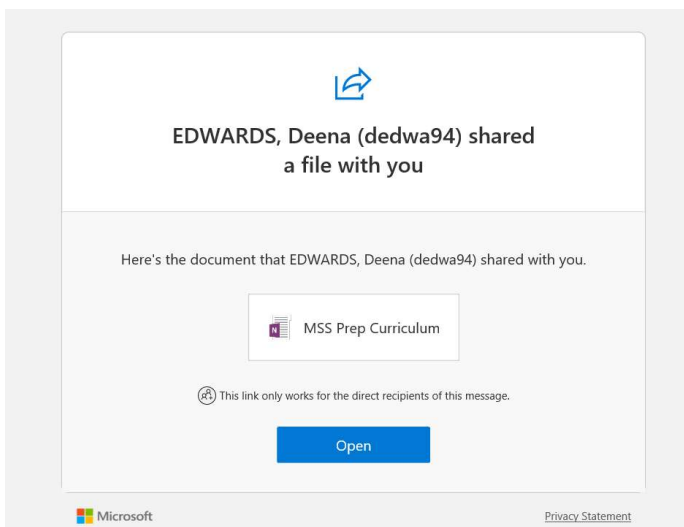 EDWARDS, Deena (dedwa94) shared
a file with you
Here's the document that EDWARDS, Deena (dedwa94) shared with you.
N MSS Prep Curriculum
This link only works for the direct recipients of this message.
Open
Microsoft Privacy Statement